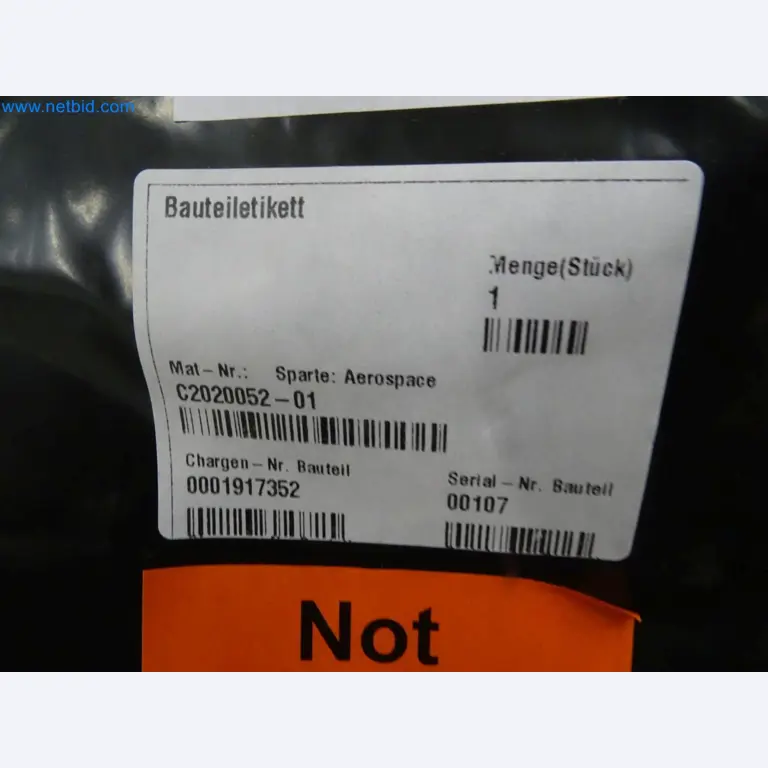 www.netbid.com
Bauteiletikett
Menge(Stück)
1
Mat-Nr.: Sparte: Aerospace
C2020052-01
Chargen-Nr. Bauteil
0001917352
Serial-Nr. Bauteil
00107
Not